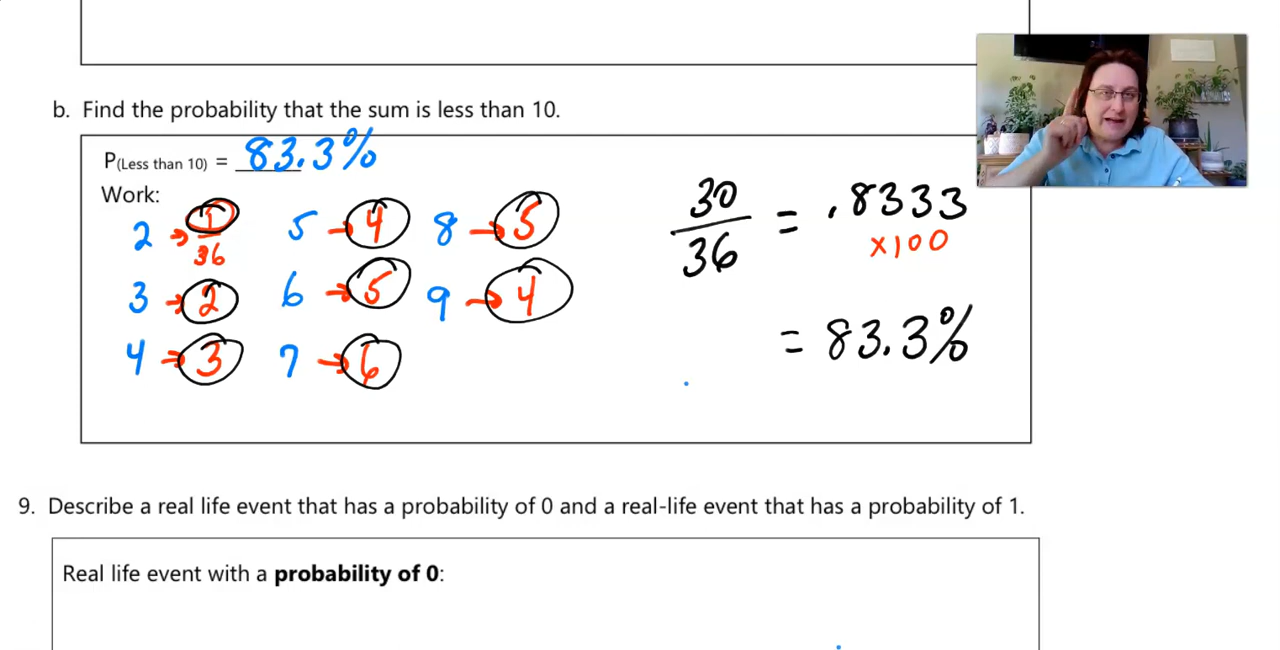 b. Find the probability that the sum is less than 10.
P(Less than 10) = 83.3%
Work:
2 → 1/36 5 → 4 8 → 5
3 → 2 6 → 5 9 → 4
4 → 3 7 → 6
30/36 = .8333
x100
= 83.3%
9. Describe a real life event that has a probability of 0 and a real-life event that has a probability of 1.
Real life event with a probability of 0: